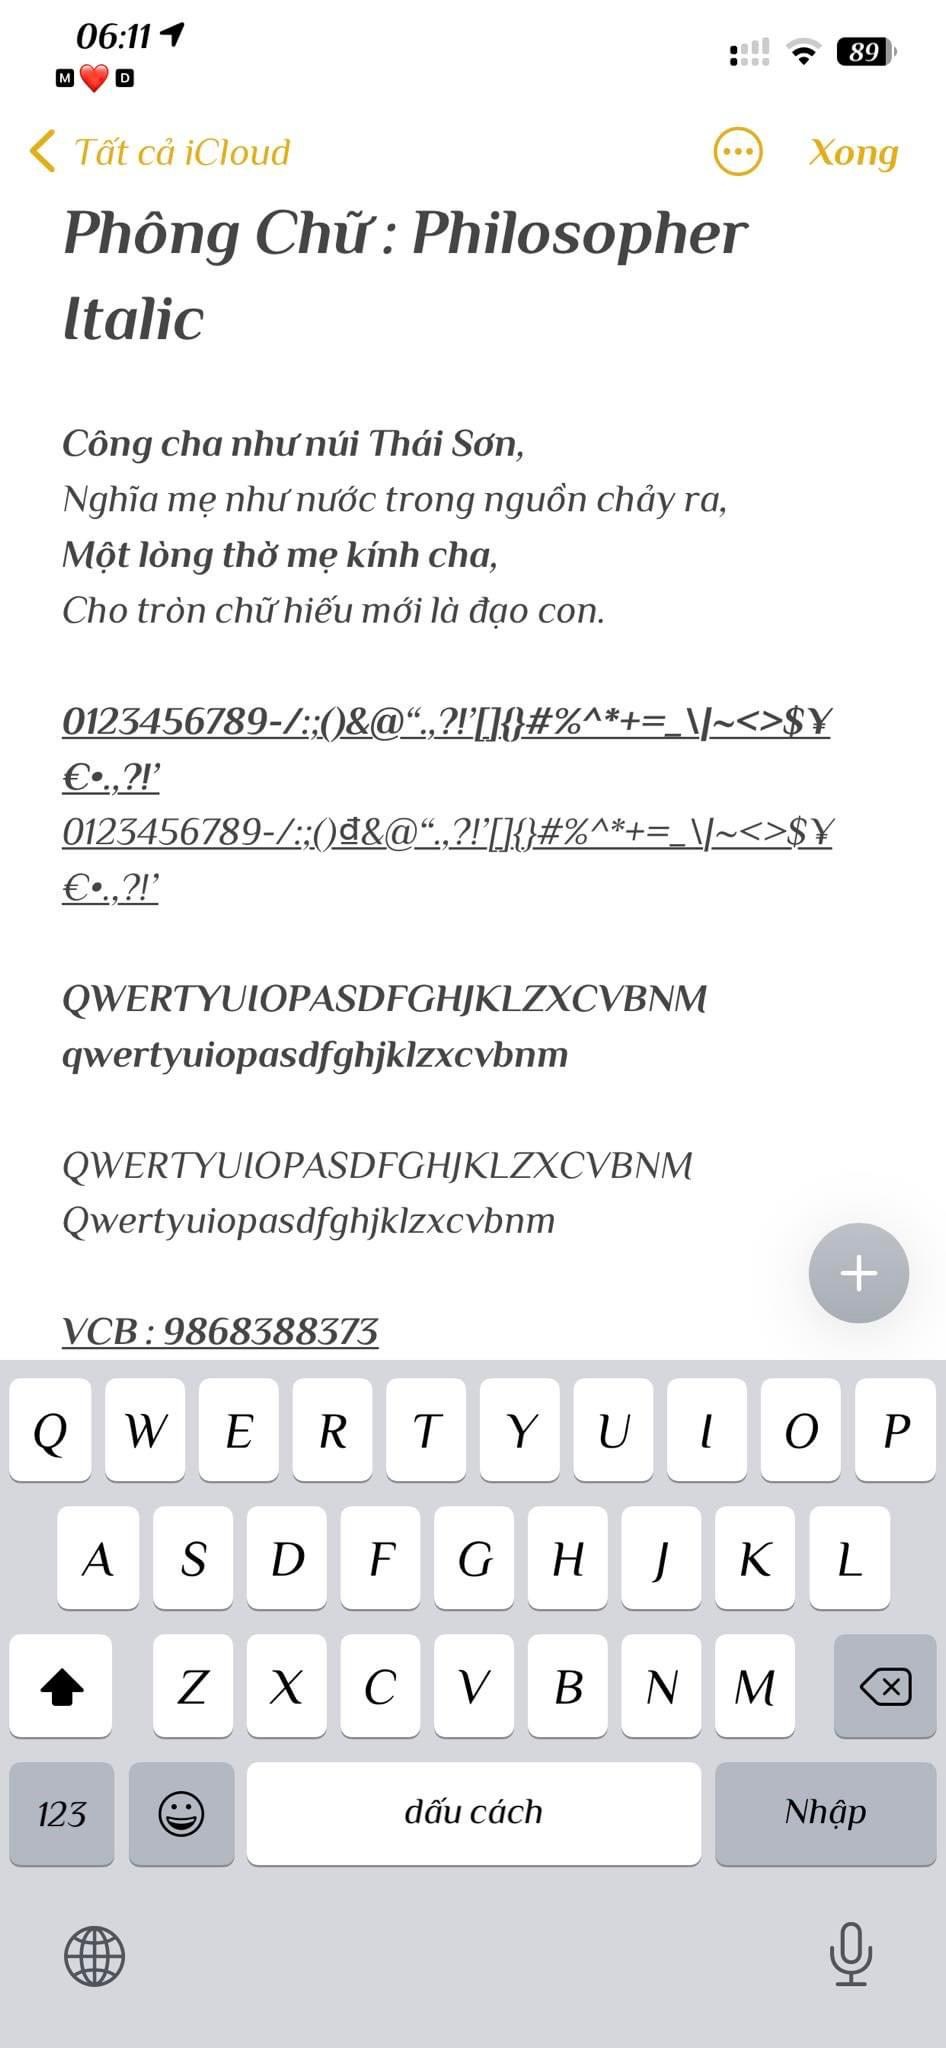 06:11
M ❤️ D
89
Tất cả iCloud
Xong
Phông Chữ : Philosopher
Italic
Công cha như núi Thái Sơn,
Nghĩa mẹ như nước trong nguồn chảy ra,
Một lòng thờ mẹ kính cha,
Cho tròn chữ hiếu mới là đạo con.
0123456789-/:;()&@“.,?!’[]{}#%^*+=_\|~<>$¥
€•.,?!’
0123456789-/:;()₫&@“.,?!’[]{}#%^*+=_\|~<>$¥
€•.,?!’
QWERTYUIOPASDFGHJKLZXCVBNM
qwertyuiopasdfghjklzxcvbnm
QWERTYUIOPASDFGHJKLZXCVBNM
Qwertyuiopasdfghjklzxcvbnm
VCB : 9868388373
Q W E R T Y U I O P
A S D F G H J K L
Z X C V B N M
123
dấu cách
Nhập